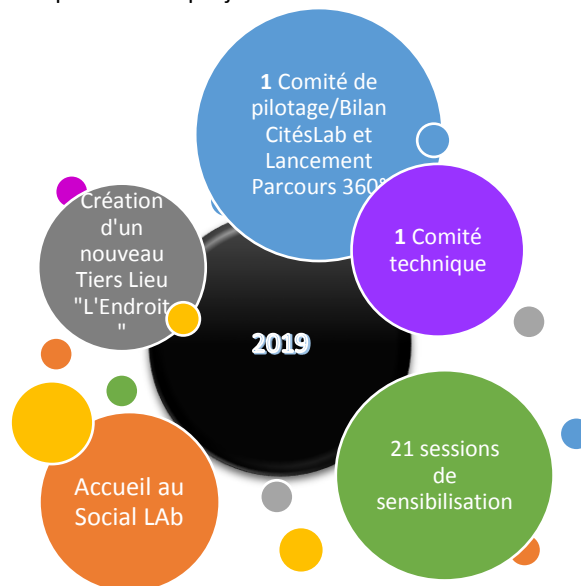 1 Comité de
pilotage/Bilan
CitésLab et
Lancement
Parcours 360°
1 Comité
technique
Création
d'un
nouveau
Tiers Lieu
"L'Endroit
"
2019
21 sessions
de
sensibilisation
Accueil au
Social LAb